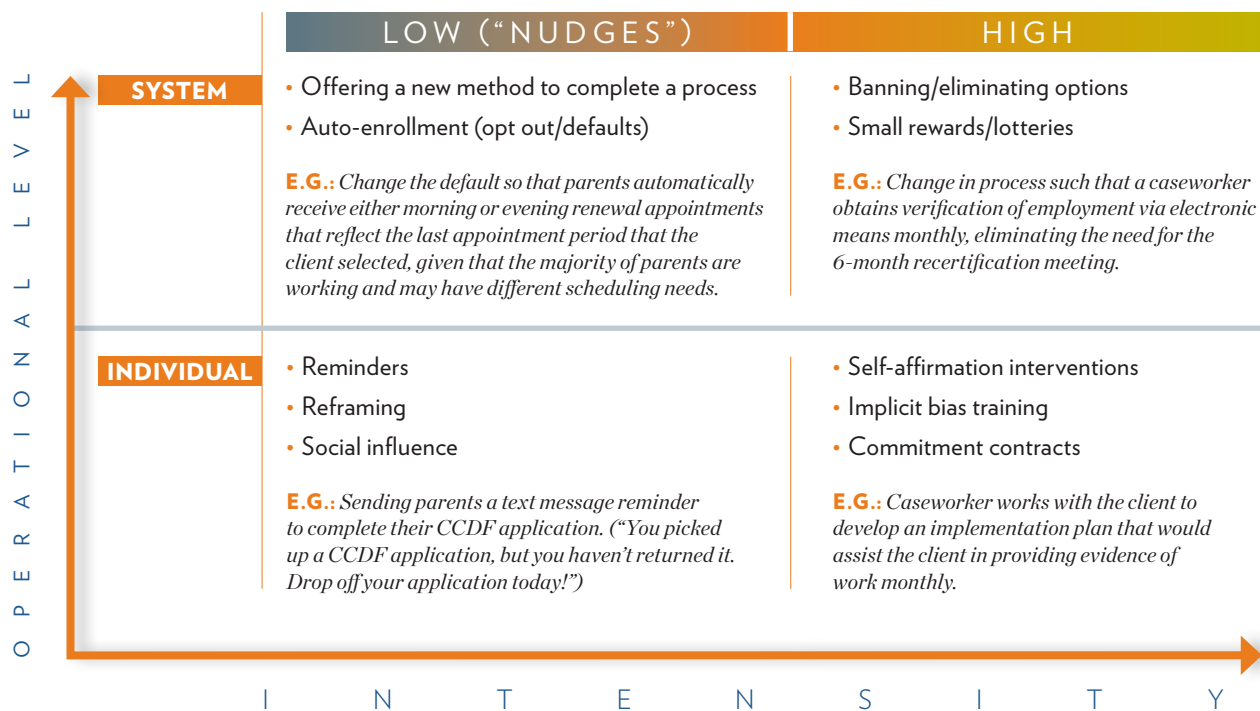 LOW (“NUDGES”)
HIGH
OPERATIONAL LEVEL
SYSTEM
• Offering a new method to complete a process
• Auto-enrollment (opt out/defaults)
E.G.: Change the default so that parents automatically
receive either morning or evening renewal appointments
that reflect the last appointment period that the
client selected, given that the majority of parents are
working and may have different scheduling needs.
• Banning/eliminating options
• Small rewards/lotteries
E.G.: Change in process such that a caseworker
obtains verification of employment via electronic
means monthly, eliminating the need for the
6-month recertification meeting.
INDIVIDUAL
• Reminders
• Reframing
• Social influence
E.G.: Sending parents a text message reminder
to complete their CCDF application. (“You picked
up a CCDF application, but you haven’t returned it.
Drop off your application today!”)
• Self-affirmation interventions
• Implicit bias training
• Commitment contracts
E.G.: Caseworker works with the client to
develop an implementation plan that would
assist the client in providing evidence of
work monthly.
INTENSITY